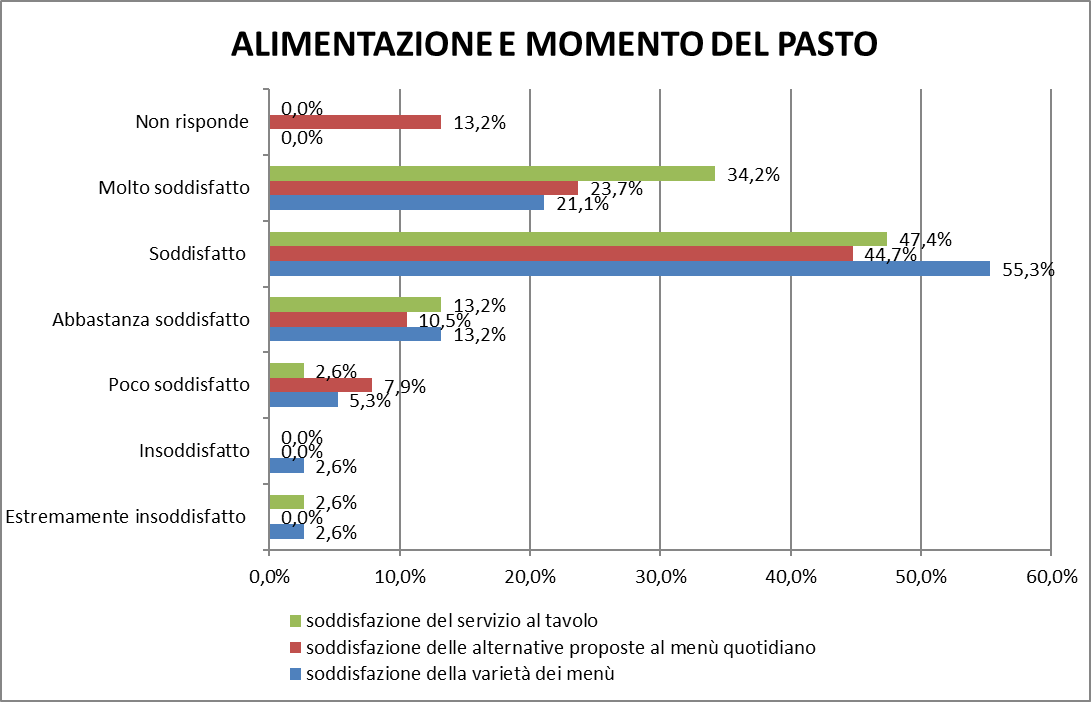 ALIMENTAZIONE E MOMENTO DEL PASTO
Non risponde
0,0%
13,2%
0,0%
Molto soddisfatto
34,2%
23,7%
21,1%
Soddisfatto
47,4%
44,7%
55,3%
Abbastanza soddisfatto
13,2%
10,5%
13,2%
Poco soddisfatto
2,6%
7,9%
5,3%
Insoddisfatto
0,0%
0,0%
2,6%
Estremamente insoddisfatto
2,6%
0,0%
2,6%
0,0% 10,0% 20,0% 30,0% 40,0% 50,0% 60,0%
soddisfazione del servizio al tavolo
soddisfazione delle alternative proposte al menù quotidiano
soddisfazione della varietà dei menù